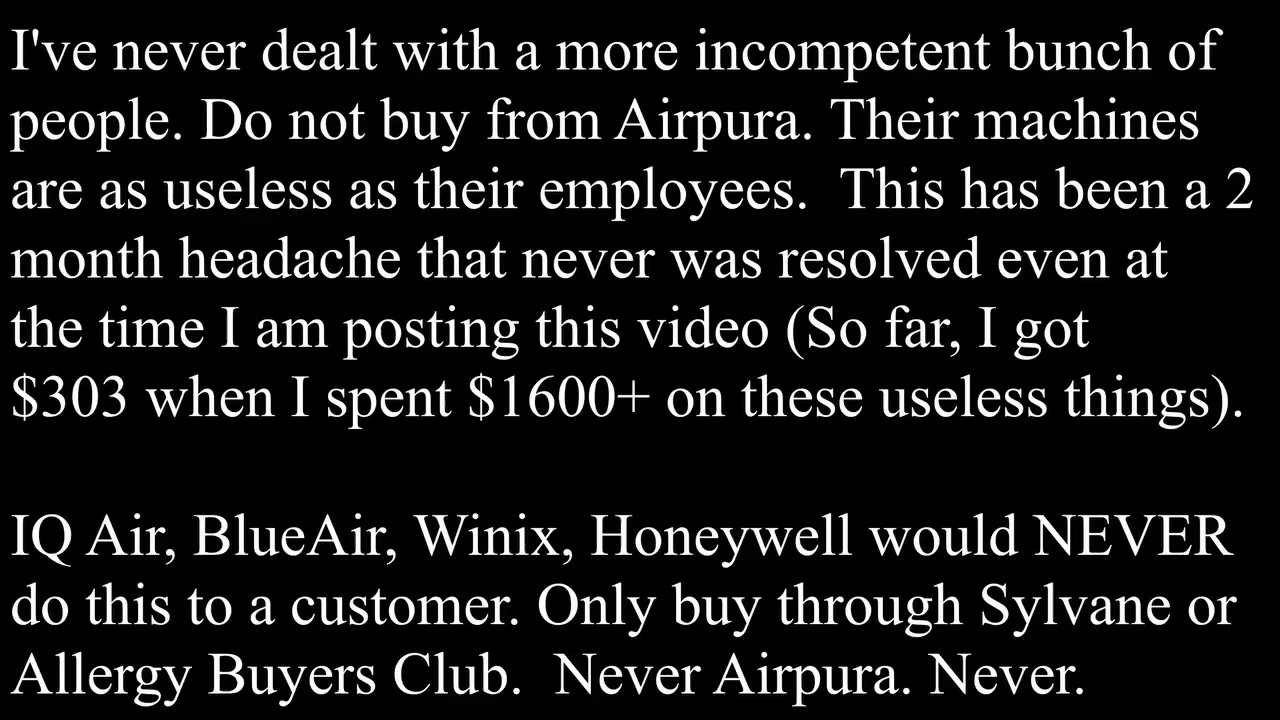 I've never dealt with a more incompetent bunch of
people. Do not buy from Airpura. Their machines
are as useless as their employees.  This has been a 2
month headache that never was resolved even at
the time I am posting this video (So far, I got
$303 when I spent $1600+ on these useless things).
IQ Air, BlueAir, Winix, Honeywell would NEVER
do this to a customer. Only buy through Sylvane or
Allergy Buyers Club.  Never Airpura. Never.